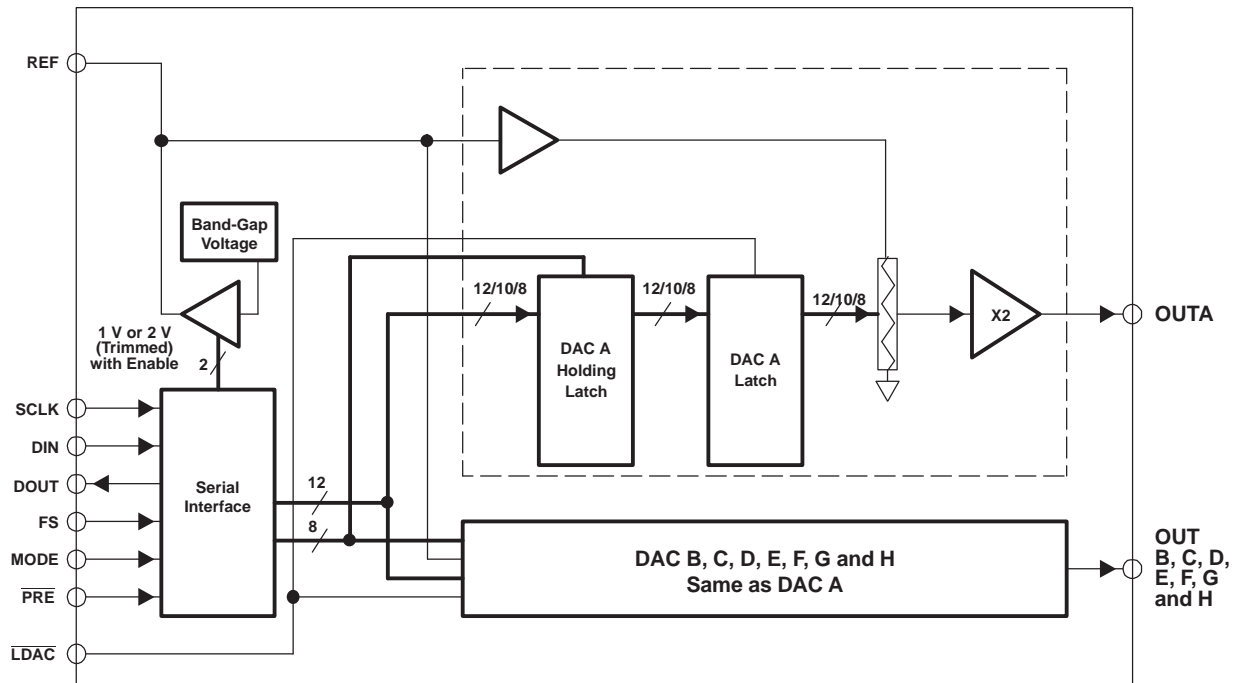 REF
Band-Gap
Voltage
1 V or 2 V
(Trimmed)
with Enable
2
12/10/8
12/10/8
12/10/8
DAC A
Holding
Latch
DAC A
Latch
X2
OUTA
SCLK
DIN
DOUT
FS
MODE
PRE
LDAC
Serial
Interface
12
8
DAC B, C, D, E, F, G and H
Same as DAC A
OUT
B, C, D,
E, F, G
and H